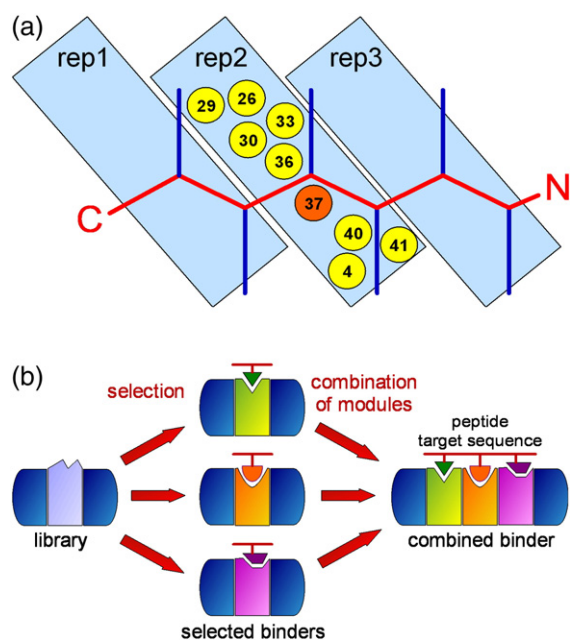 (a)
rep1 rep2 rep3
29 26
33
30
36
N
37
C
40
41
4
(b)
selection
combination
of modules
peptide
target sequence
library
combined binder
selected binders